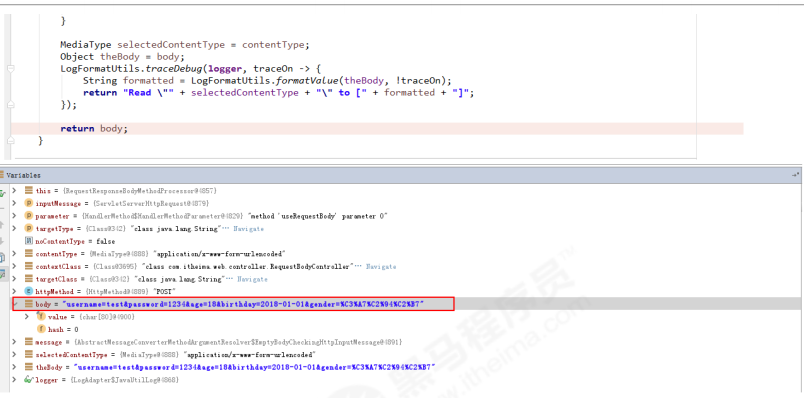 }
MediaType selectedContentType = contentType;
Object theBody = body;
LogFormatUtils.traceDebug(logger, traceOn -> {
String formatted = LogFormatUtils.formatValue(theBody, !traceOn);
return "Read \"" + selectedContentType + "\" to [" + formatted + "]";
});
return body;
}
Variables
this = {RequestResponseBodyMethodProcessor@4857}
inputMessage = {ServletServerHttpRequest@4879}
parameter = {HandlerMethod$HandlerMethodParameter@4829} "method 'useRequestBody' parameter 0"
targetType = {Class@342} "class java.lang.String"… Navigate
noContentType = false
contentType = {MediaType@4888} "application/x-www-form-urlencoded"
contextClass = {Class@3695} "class com.itheima.web.controller.RequestBodyController"… Navigate
targetClass = {Class@342} "class java.lang.String"… Navigate
httpMethod = {HttpMethod@4889} "POST"
body = "username=test&password=1234&age=18&birthday=2018-01-01&gender=%C3%A7%C2%94%C2%B7"
value = {char[80]@4900}
hash = 0
message = {AbstractMessageConverterMethodArgumentResolver$EmptyBodyCheckingHttpInputMessage@4891}
selectedContentType = {MediaType@4888} "application/x-www-form-urlencoded"
theBody = "username=test&password=1234&age=18&birthday=2018-01-01&gender=%C3%A7%C2%94%C2%B7"
logger = {LogAdapter$JavaUtilLog@4868}
黑马程序员
www.itheima.com